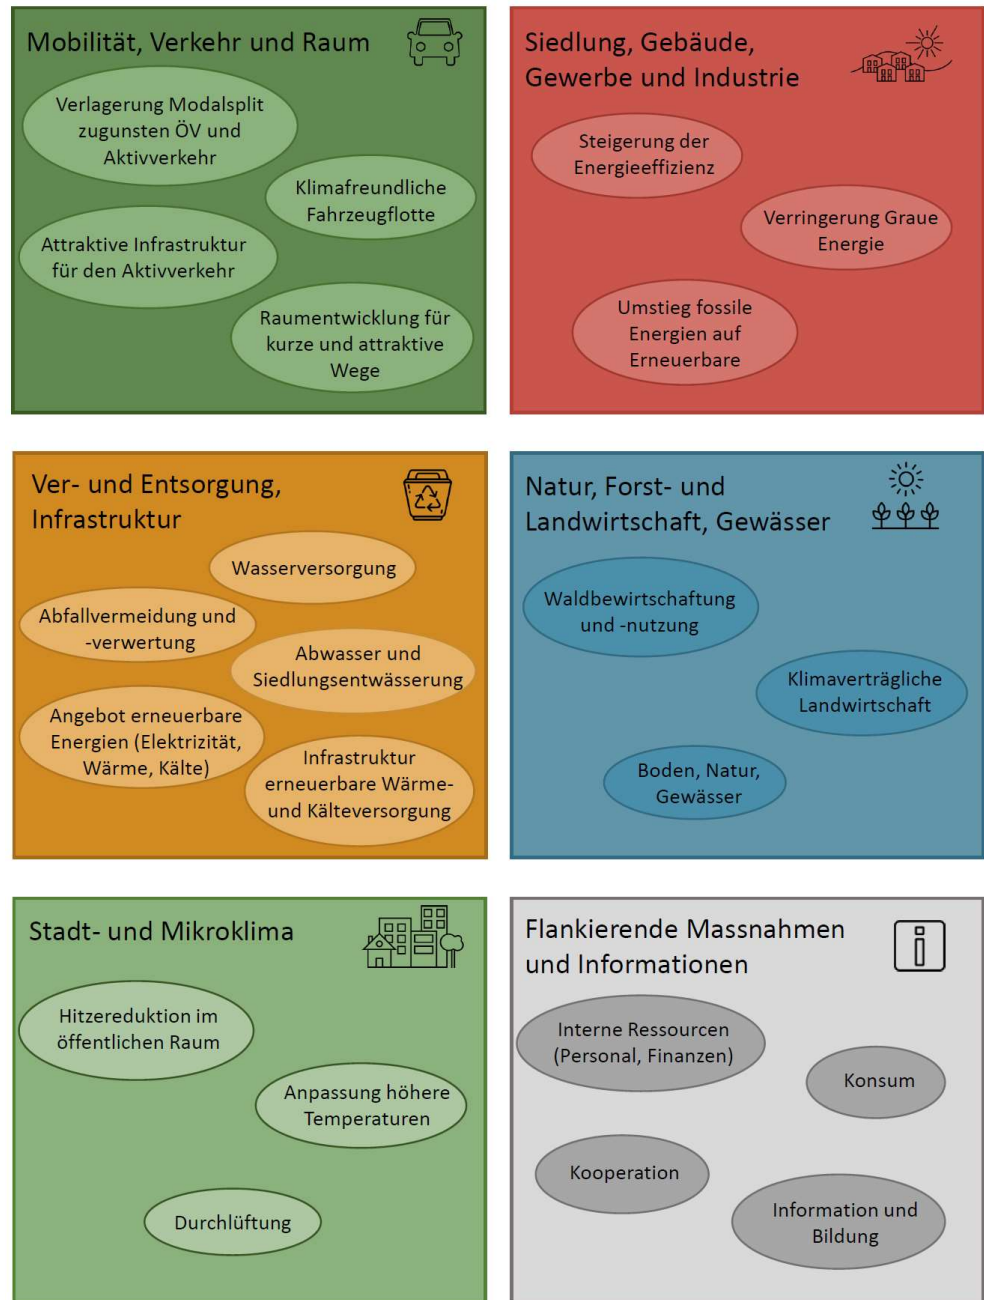 Mobilität, Verkehr und Raum
Verlagerung Modalsplit
zugunsten ÖV und
Aktivverkehr
Klimafreundliche
Fahrzeugflotte
Attraktive Infrastruktur
für den Aktivverkehr
Raumentwicklung für
kurze und attraktive
Wege
Siedlung, Gebäude,
Gewerbe und Industrie
Steigerung der
Energieeffizienz
Verringerung Graue
Energie
Umstieg fossile
Energien auf
Erneuerbare
Ver- und Entsorgung,
Infrastruktur
Wasserversorgung
Abfallvermeidung und
-verwertung
Abwasser und
Siedlungsentwässerung
Angebot erneuerbare
Energien (Elektrizität,
Wärme, Kälte)
Infrastruktur
erneuerbare Wärme-
und Kälteversorgung
Natur, Forst- und
Landwirtschaft, Gewässer
Waldbewirtschaftung
und -nutzung
Klimaverträgliche
Landwirtschaft
Boden, Natur,
Gewässer
Stadt- und Mikroklima
Hitzereduktion im
öffentlichen Raum
Anpassung höhere
Temperaturen
Durchlüftung
Flankierende Massnahmen
und Informationen
Interne Ressourcen
(Personal, Finanzen)
Konsum
Kooperation
Information und
Bildung